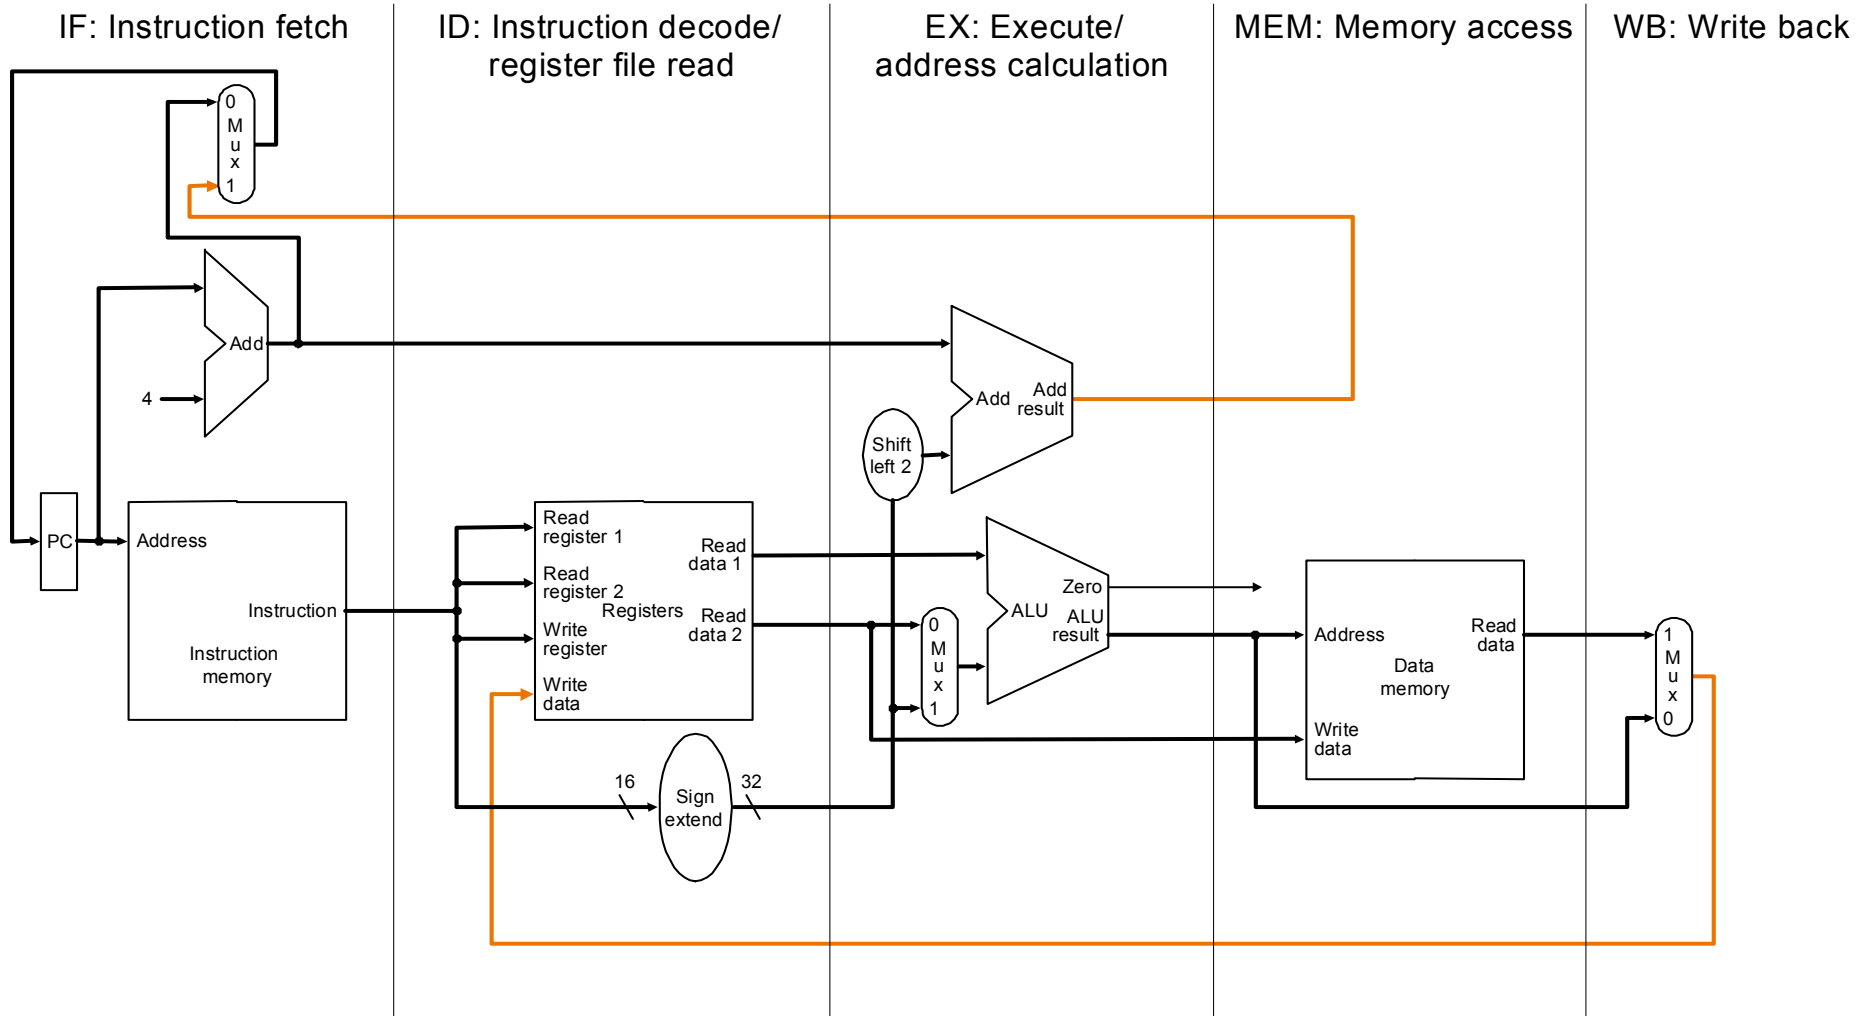 IF: Instruction fetch
ID: Instruction decode/
register file read
EX: Execute/
address calculation
MEM: Memory access
WB: Write back
0
M
u
x
1
Add
4
PC
Address
Instruction
Instruction
memory
Read
register 1
Read
register 2
Write
register
Write
data
Registers
Read
data 1
Read
data 2
16
Sign
extend
32
Shift
left 2
Add
Add
result
0
M
u
x
1
ALU
Zero
ALU
result
Address
Write
data
Data
memory
Read
data
1
M
u
x
0